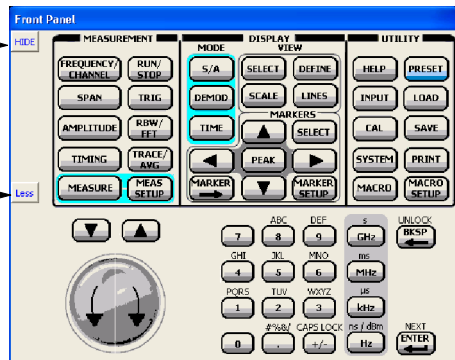 Front Panel
HIDE
MEASUREMENT
DISPLAY
UTILITY
MODE
VIEW
FREQUENCY/
CHANNEL
RUN/
STOP
S/A
SELECT
DEFINE
HELP
PRESET
SPAN
TRIG
DEMOD
SCALE
LINES
INPUT
LOAD
MARKERS
AMPLITUDE
RBW/
FFT
TIME
SELECT
CAL
SAVE
TIMING
TRACE/
AVG
PEAK
SYSTEM
PRINT
Less
MEASURE
MEAS
SETUP
MARKER
MARKER
SETUP
MACRO
MACRO
SETUP
ABC
DEF
s
UNLOCK
7
8
9
GHz
BKSP
GHI
JKL
MNO
ms
4
5
6
MHz
PQRS
TUV
WXYZ
µs
1
2
3
kHz
#%&/
CAPS LOCK
ns / dBm
NEXT
0
.
+/-
Hz
ENTER